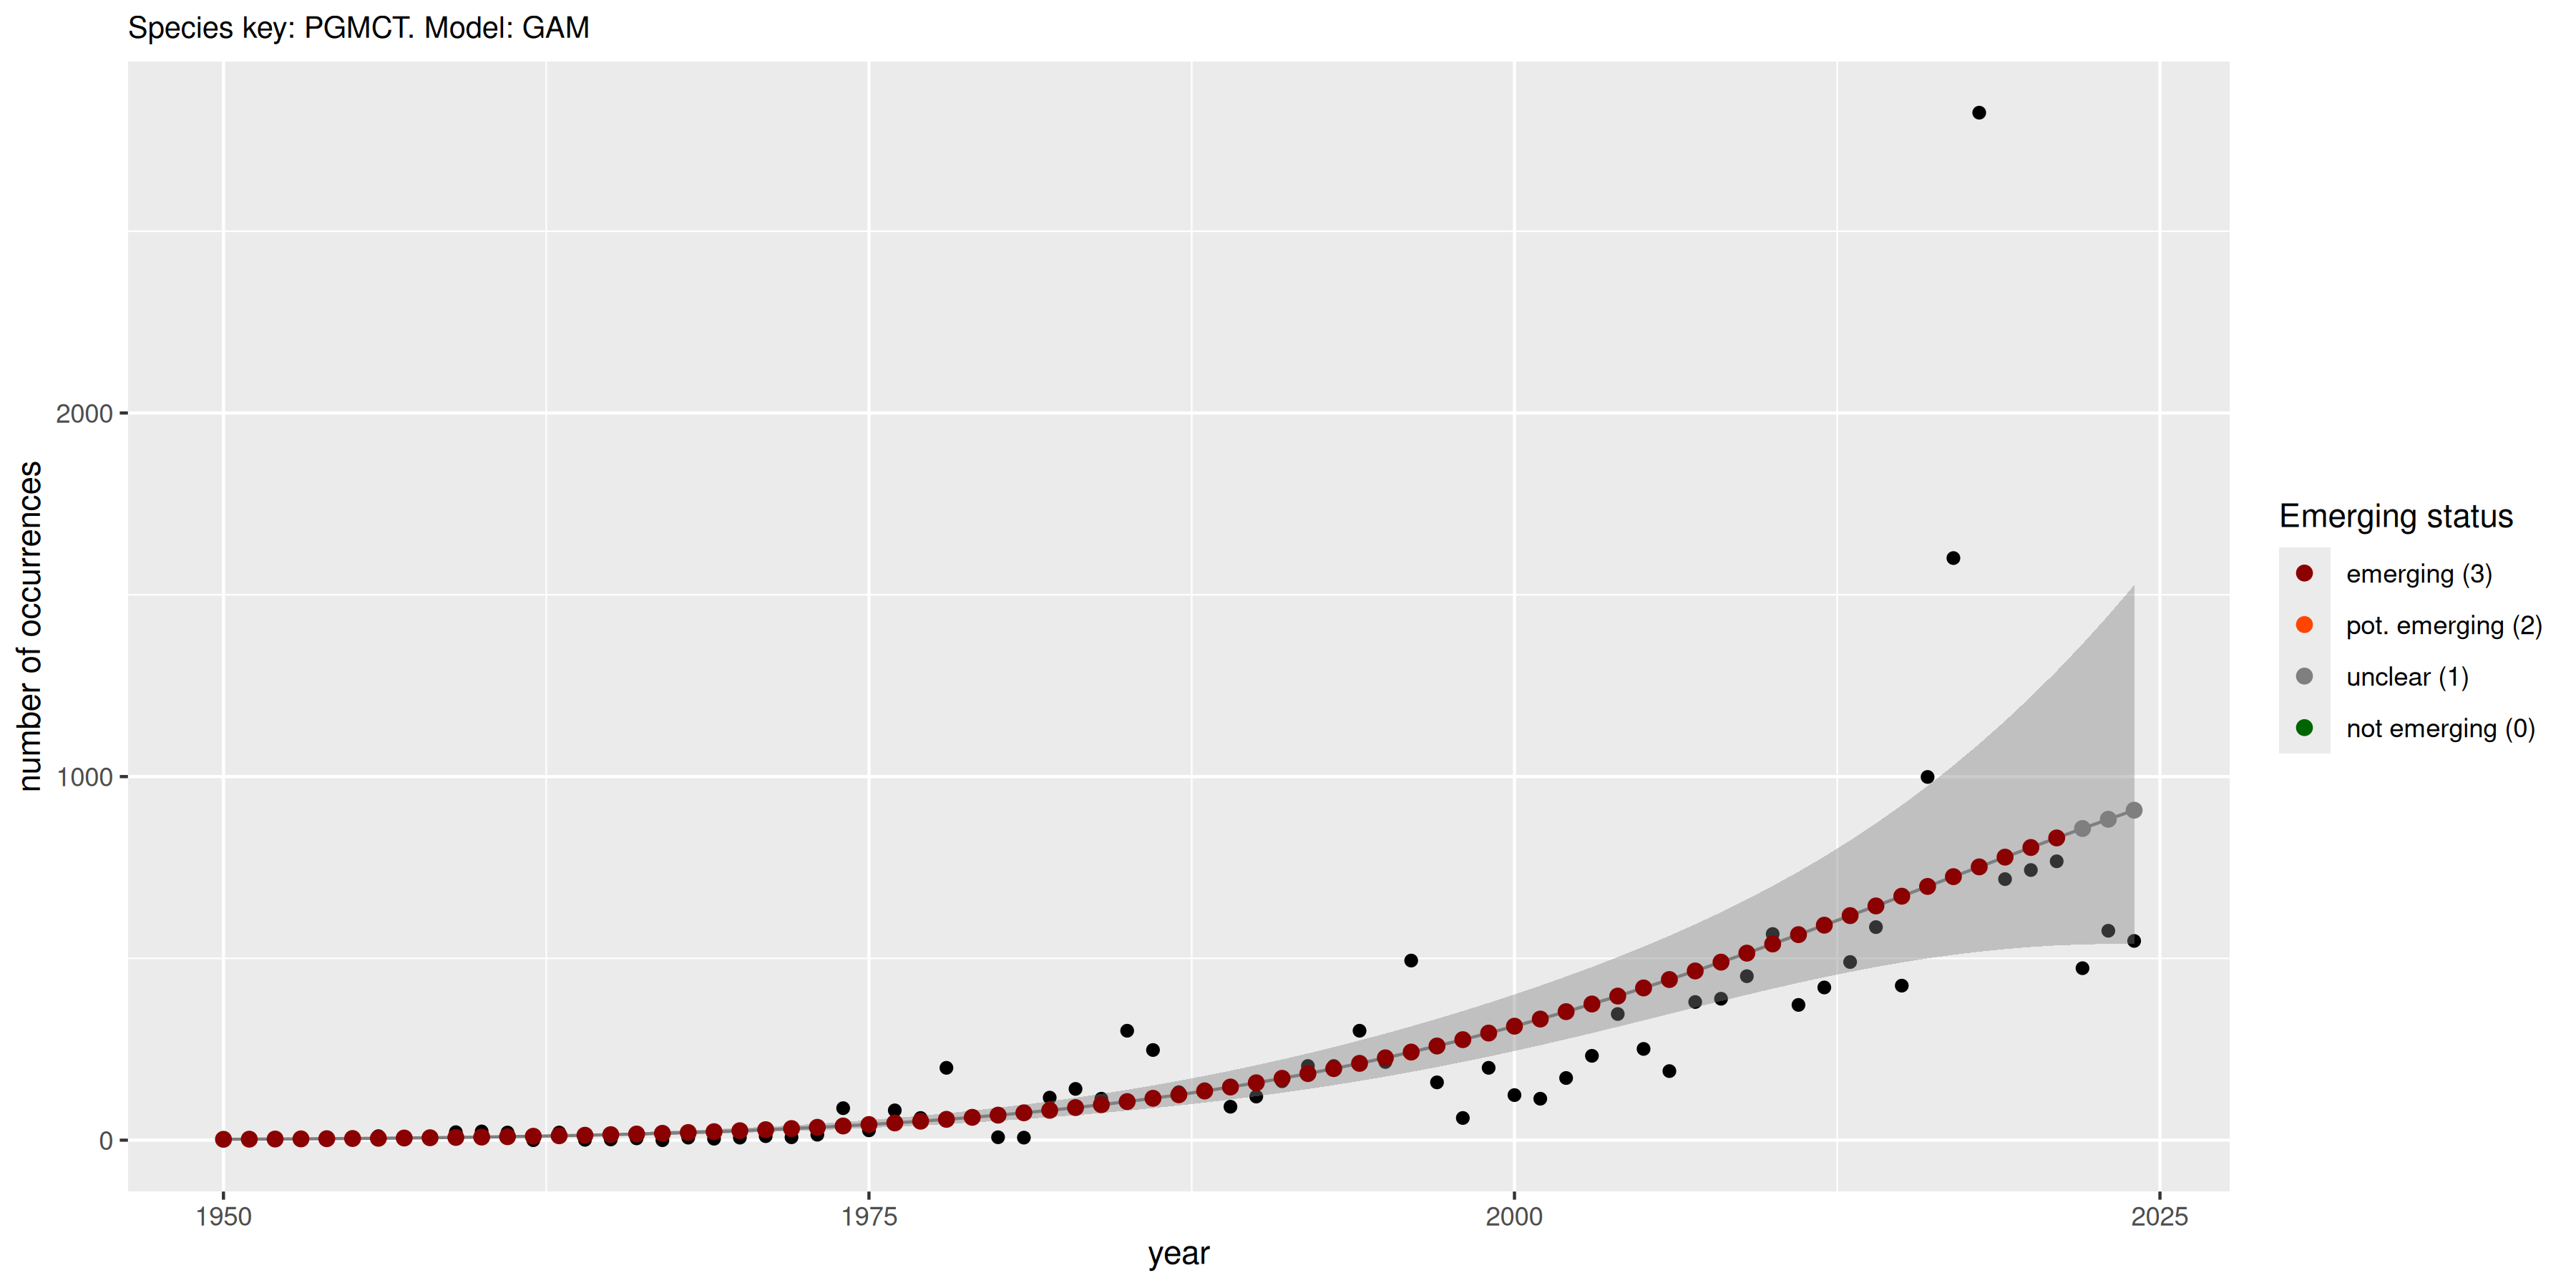 Species key: PGMCT. Model: GAM
number of occurrences
2000
1000
0
1950 1975 2000 2025
year
Emerging status
emerging (3)
pot. emerging (2)
unclear (1)
not emerging (0)